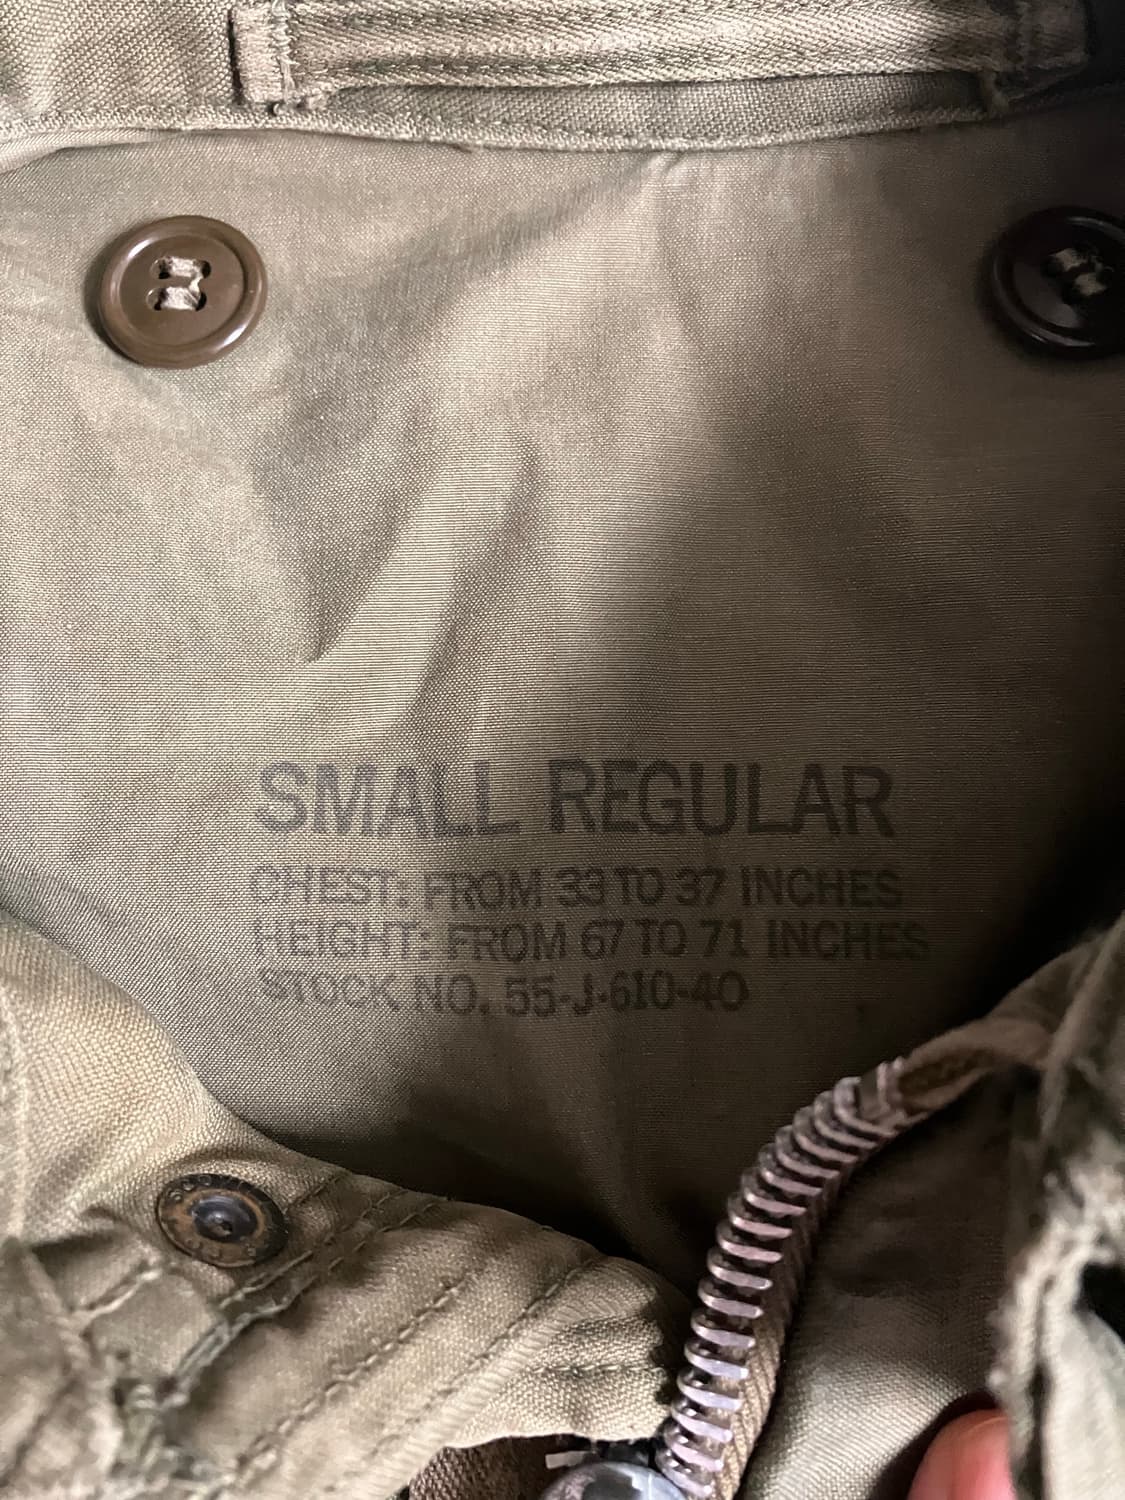 SMALL REGULAR
CHEST: FROM 33 TO 37 INCHES
HEIGHT: FROM 67 TO 71 INCHES
STOCK NO. 55-J-610-40